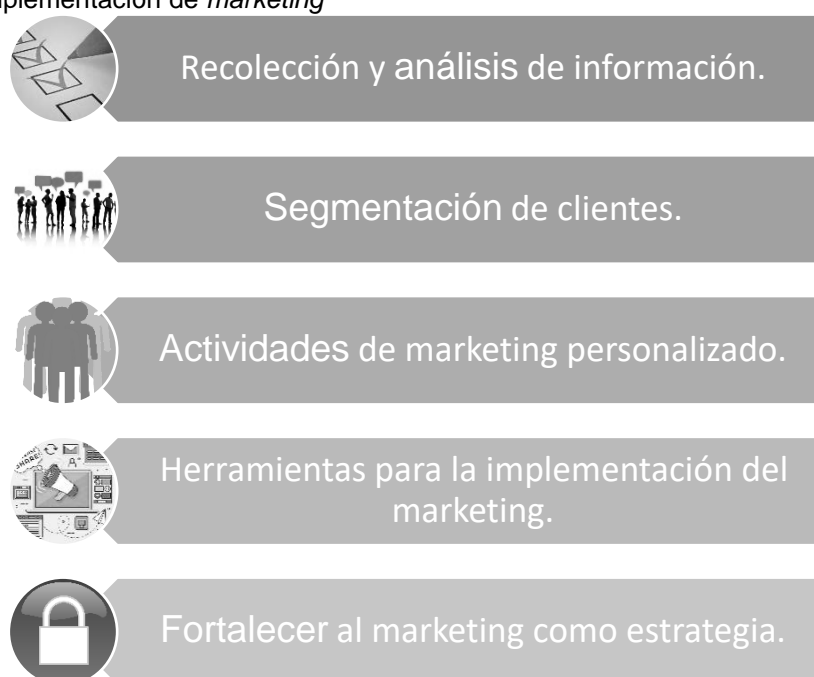 implementación de marketing
Recolección y análisis de información.
Segmentación de clientes.
Actividades de marketing personalizado.
Herramientas para la implementación del
marketing.
Fortalecer al marketing como estrategia.